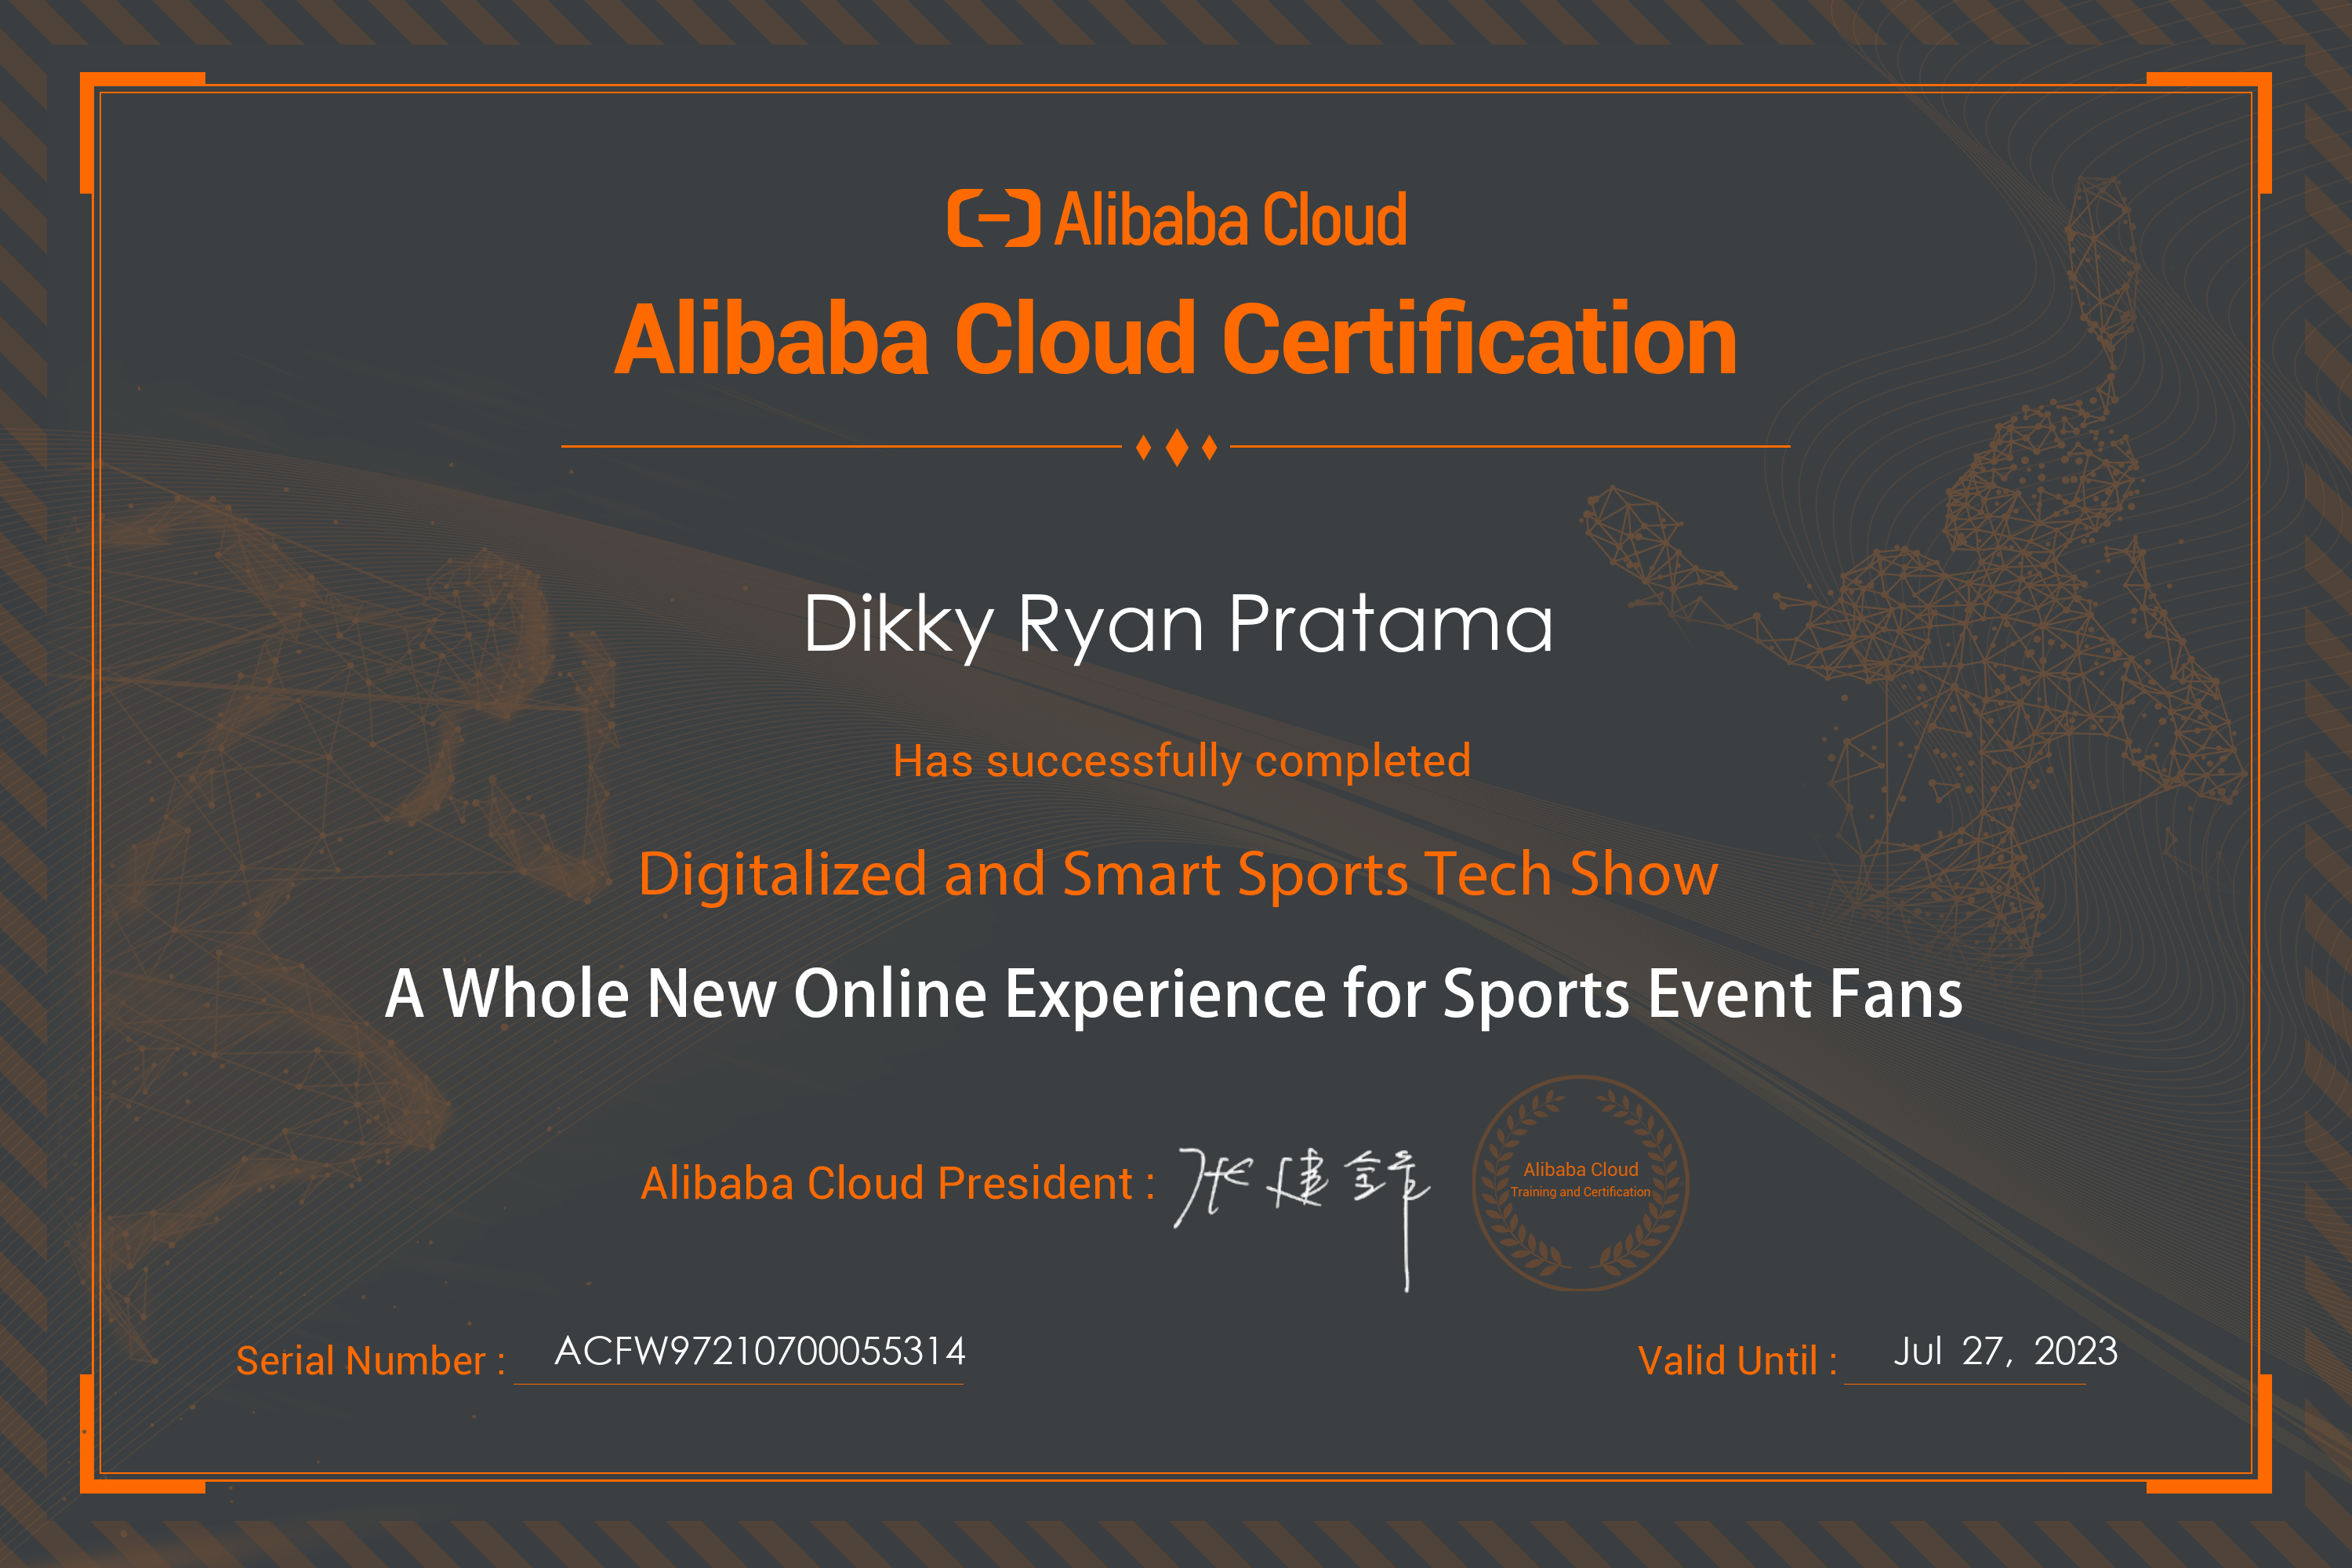 Alibaba Cloud
Alibaba Cloud Certification
Dikky Ryan Pratama
Has successfully completed
Digitalized and Smart Sports Tech Show
A Whole New Online Experience for Sports Event Fans
Alibaba Cloud President : 张建锋
Alibaba Cloud
Training and Certification
Serial Number : ACFW97210700055314
Valid Until : Jul 27, 2023